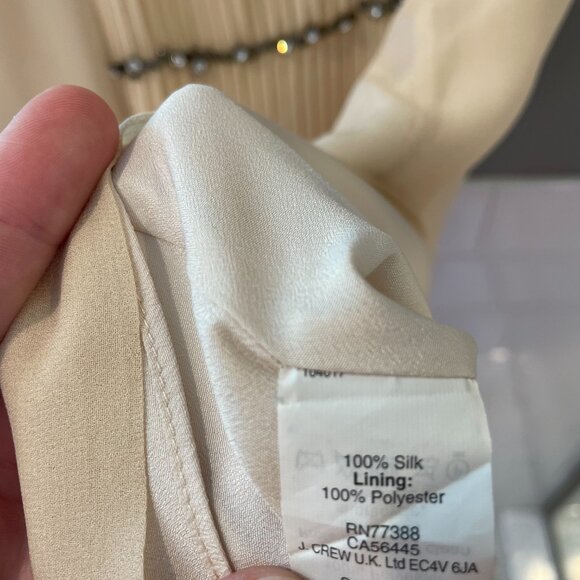 100% Silk
Lining:
100% Polyester
RN77388
CA56445
J. CREW U.K. Ltd EC4V 6JA